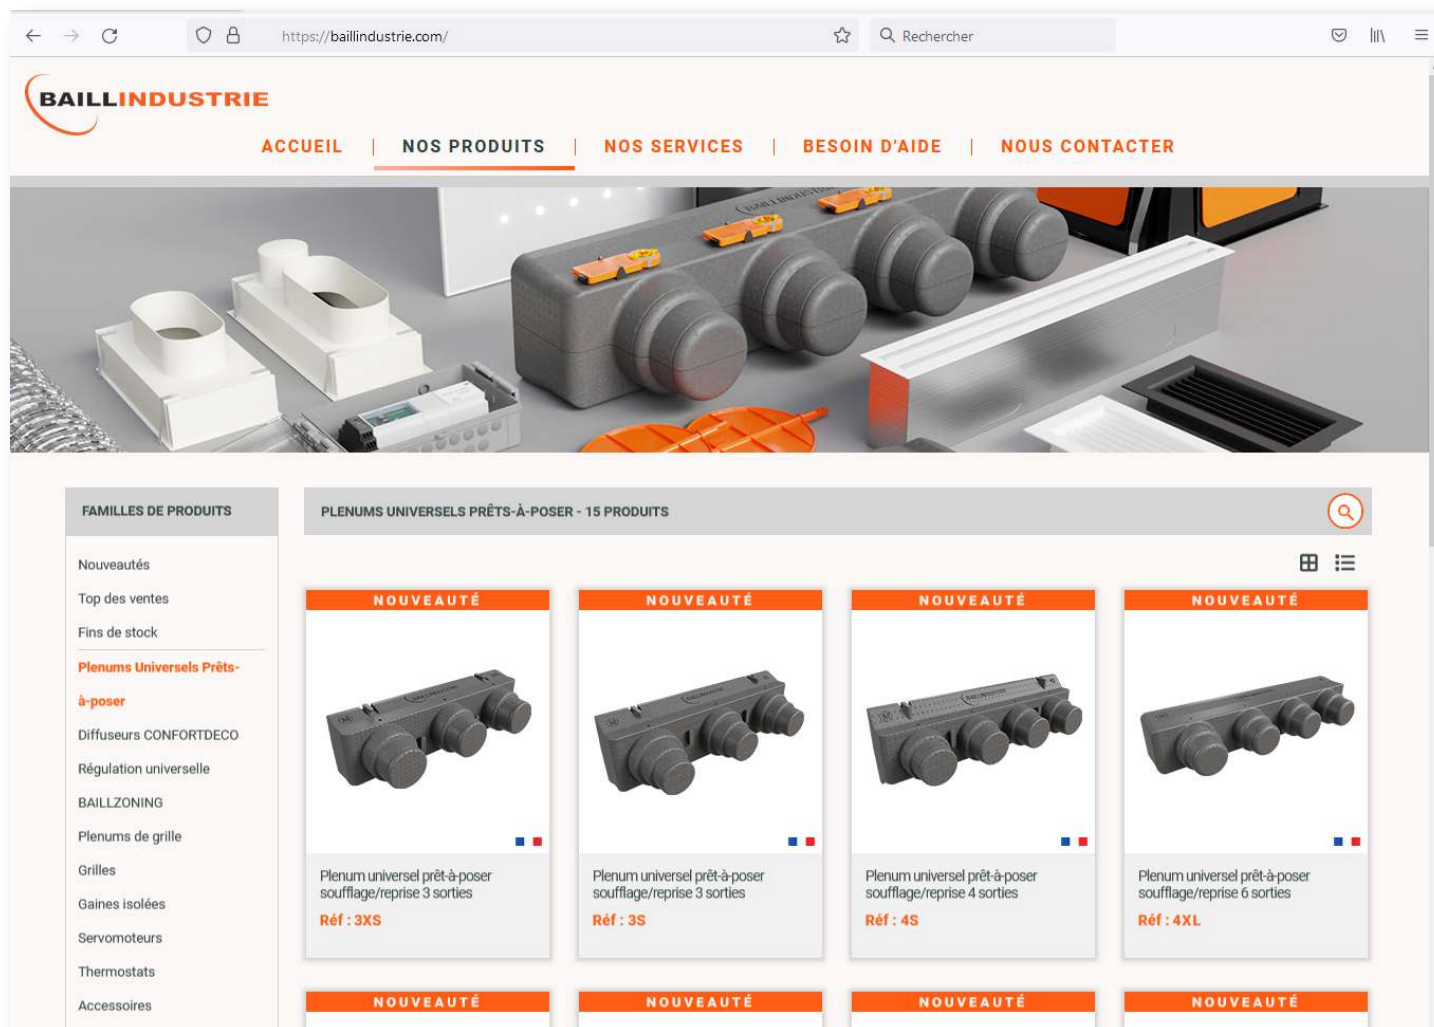 https://baillindustrie.com/
Rechercher
BAILLINDUSTRIE
ACCUEIL | NOS PRODUITS | NOS SERVICES | BESOIN D'AIDE | NOUS CONTACTER
BAILLINDUSTRIE
FAMILLES DE PRODUITS
PLENUMS UNIVERSELS PRÊTS-À-POSER - 15 PRODUITS
Nouveautés
Top des ventes
Fins de stock
Plenums Universels Prêts-
à-poser
Diffuseurs CONFORTDECO
Régulation universelle
BAILLZONING
Plenums de grille
Grilles
Gaines isolées
Servomoteurs
Thermostats
Accessoires
NOUVEAUTÉ
BAILLINDUSTRIE
Plenum universel prêt-à-poser
soufflage/reprise 3 sorties
Réf : 3XS
NOUVEAUTÉ
BAILLINDUSTRIE
Plenum universel prêt-à-poser
soufflage/reprise 3 sorties
Réf : 3S
NOUVEAUTÉ
BAILLINDUSTRIE
Plenum universel prêt-à-poser
soufflage/reprise 4 sorties
Réf : 4S
NOUVEAUTÉ
Plenum universel prêt-à-poser
soufflage/reprise 6 sorties
Réf : 4XL
NOUVEAUTÉ
NOUVEAUTÉ
NOUVEAUTÉ
NOUVEAUTÉ